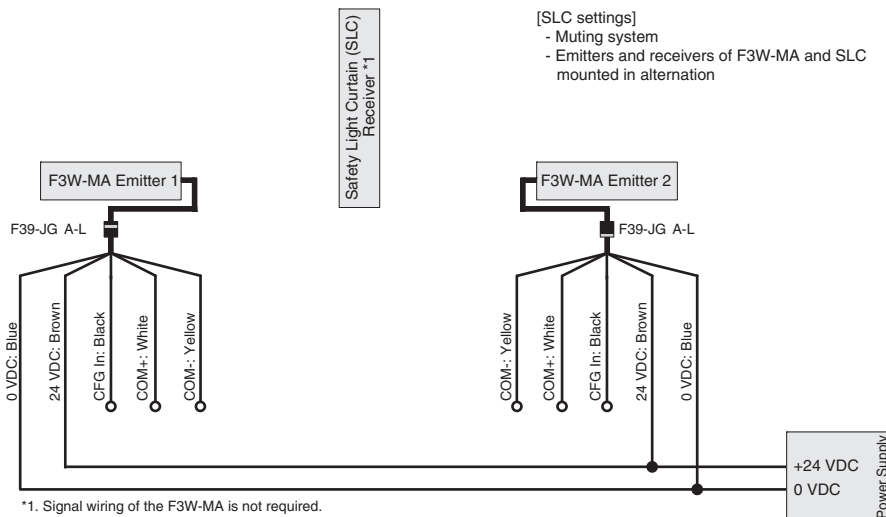 [SLC settings]
- Muting system
- Emitters and receivers of F3W-MA and SLC
mounted in alternation
Safety Light Curtain (SLC)
Receiver *1
F3W-MA Emitter 1
F3W-MA Emitter 2
F39-JG A-L
F39-JG A-L
0 VDC: Blue
24 VDC: Brown
CFG In: Black
COM+: White
COM-: Yellow
COM-: Yellow
COM+: White
CFG In: Black
24 VDC: Brown
0 VDC: Blue
+24 VDC
0 VDC
Power Supply
*1. Signal wiring of the F3W-MA is not required.